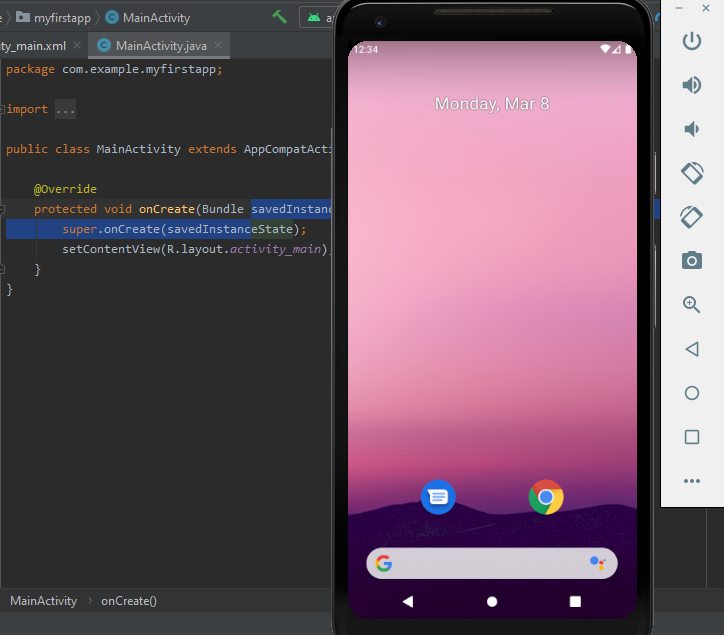 myfirstapp
MainActivity
ity_main.xml
MainActivity.java
package com.example.myfirstapp;
import ...
public class MainActivity extends AppCompatActi
@Override
protected void onCreate(Bundle savedInstanc
super.onCreate(savedInstanceState);
setContentView(R.layout.activity_main)
}
}
MainActivity
onCreate()
12:34
Monday, Mar 8